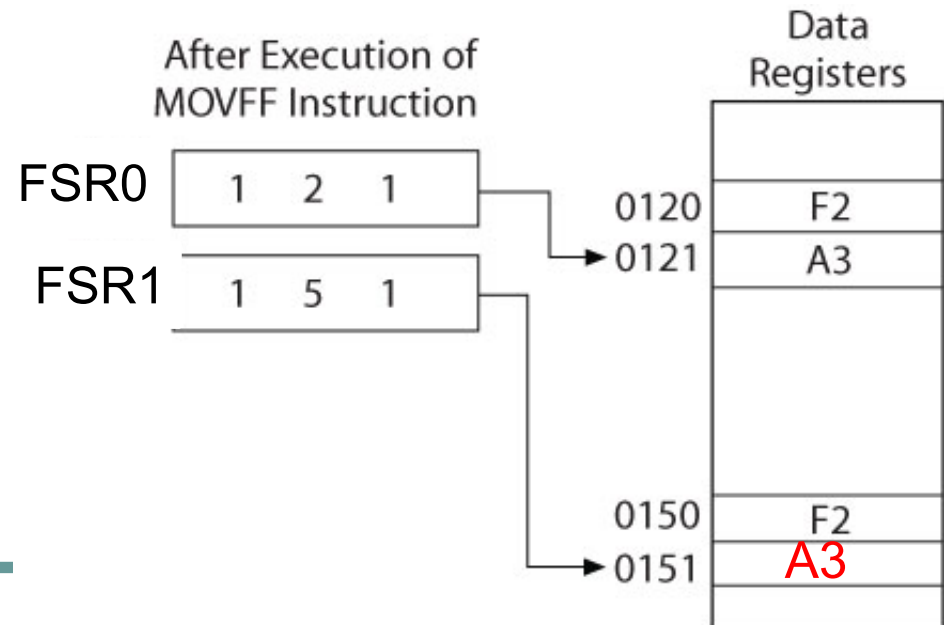 After Execution of
MOVFF Instruction
Data
Registers
FSR0 1 2 1
FSR1 1 5 1
0120 F2
0121 A3
0150 F2
0151 A3